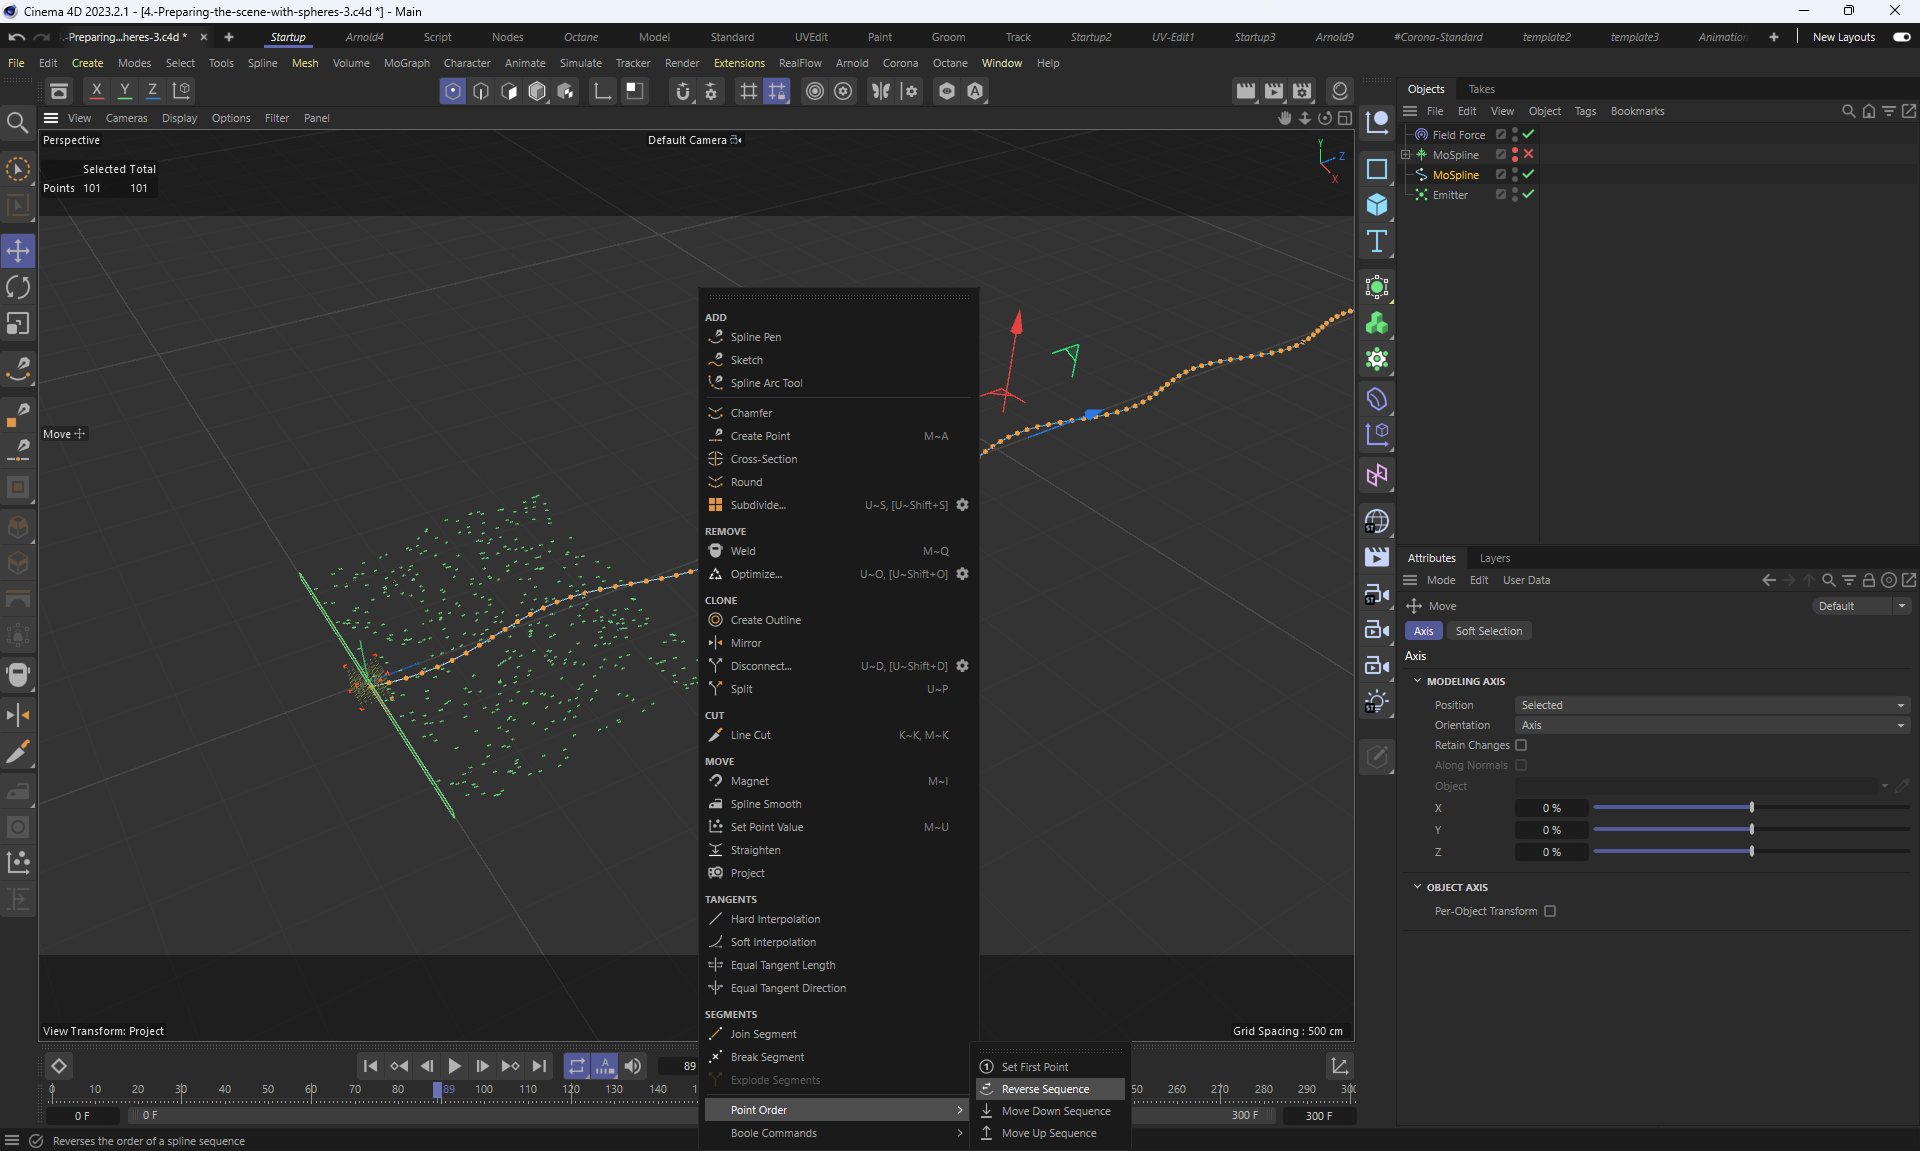 Cinema 4D 2023.2.1 - [4.-Preparing-the-scene-with-spheres-3.c4d *] - Main
.-Preparing...heres-3.c4d *
Startup
Arnold4
Script
Nodes
Octane
Model
Standard
UVEdit
Paint
Groom
Track
Startup2
UV-Edit1
Startup3
Arnold9
#Corona-Standard
template2
template3
Animation
New Layouts
File Edit Create Modes Select Tools Spline Mesh Volume MoGraph Character Animate Simulate Tracker Render Extensions RealFlow Arnold Corona Octane Window Help
X Y Z
View Cameras Display Options Filter Panel
Perspective
Default Camera
Selected Total
Points 101 101
Y
Z
X
Move
ADD
Spline Pen
Sketch
Spline Arc Tool
Chamfer
Create Point M~A
Cross-Section
Round
Subdivide... U~S, [U~Shift+S]
REMOVE
Weld M~Q
Optimize... U~O, [U~Shift+O]
CLONE
Create Outline
Mirror
Disconnect... U~D, [U~Shift+D]
Split U~P
CUT
Line Cut K~K, M~K
MOVE
Magnet M~I
Spline Smooth
Set Point Value M~U
Straighten
Project
TANGENTS
Hard Interpolation
Soft Interpolation
Equal Tangent Length
Equal Tangent Direction
SEGMENTS
Join Segment
Break Segment
Explode Segments
Point Order
Boole Commands
Set First Point
Reverse Sequence
Move Down Sequence
Move Up Sequence
View Transform: Project
Grid Spacing : 500 cm
89
0 10 20 30 40 50 60 70 80 89 100 110 120 130 140 1
50 260 270 280 290 30
0 F
0 F
300 F
300 F
Reverses the order of a spline sequence
Objects Takes
File Edit View Object Tags Bookmarks
Field Force
MoSpline
MoSpline
Emitter
Attributes Layers
Mode Edit User Data
Move
Default
Axis Soft Selection
Axis
MODELING AXIS
Position Selected
Orientation Axis
Retain Changes
Along Normals
Object
X 0 %
Y 0 %
Z 0 %
OBJECT AXIS
Per-Object Transform